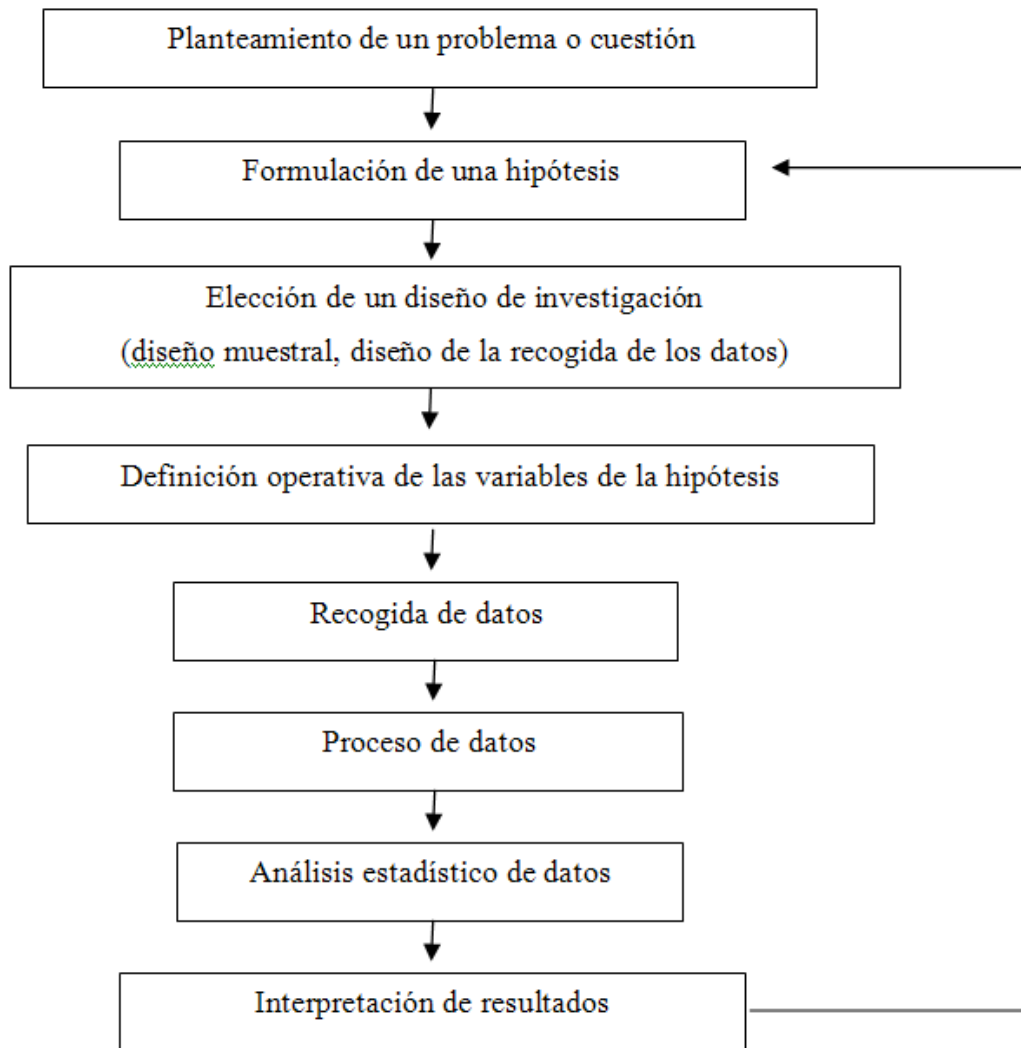 Planteamiento de un problema o cuestión
Formulación de una hipótesis
Elección de un diseño de investigación
(diseño muestral, diseño de la recogida de los datos)
Definición operativa de las variables de la hipótesis
Recogida de datos
Proceso de datos
Análisis estadístico de datos
Interpretación de resultados